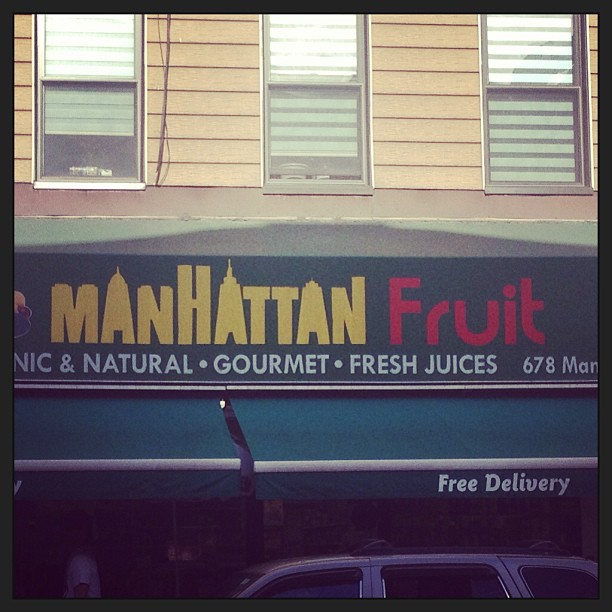 MANHATTAN Fruit
NIC & NATURAL • GOURMET • FRESH JUICES 678 Man
Free Delivery